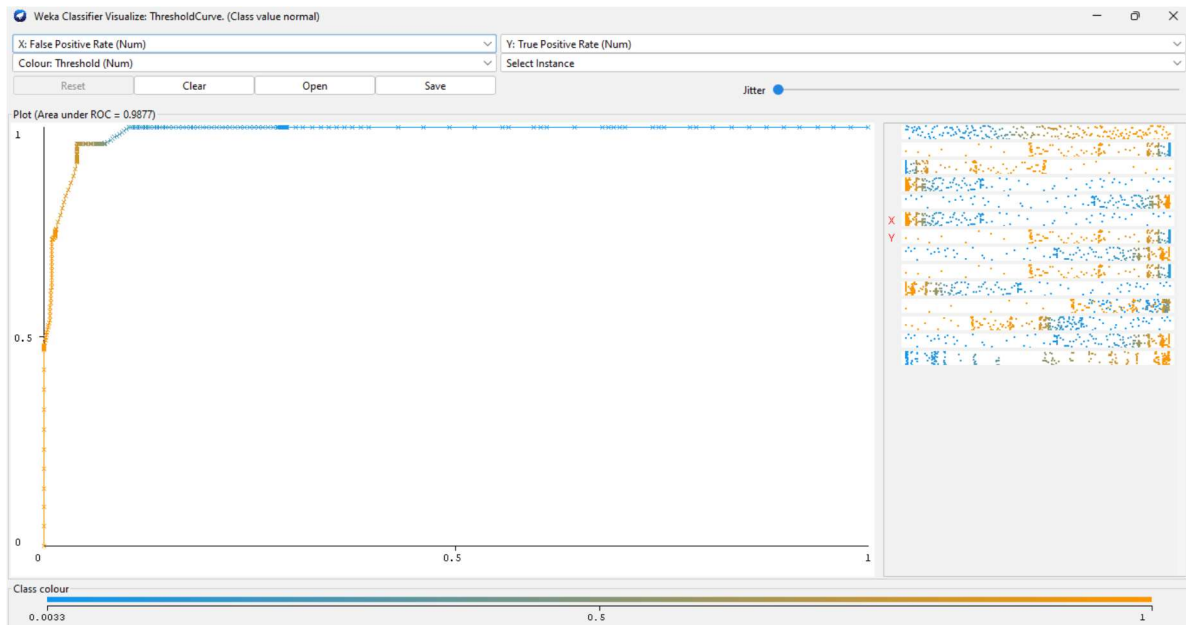 Weka Classifier Visualize: ThresholdCurve. (Class value normal)
X: False Positive Rate (Num)
Y: True Positive Rate (Num)
Colour: Threshold (Num)
Select Instance
Reset
Clear
Open
Save
Jitter
Plot (Area under ROC = 0.9877)
1
0.5
0
0
0.5
1
X
Y
Class colour
0.0033
0.5
1